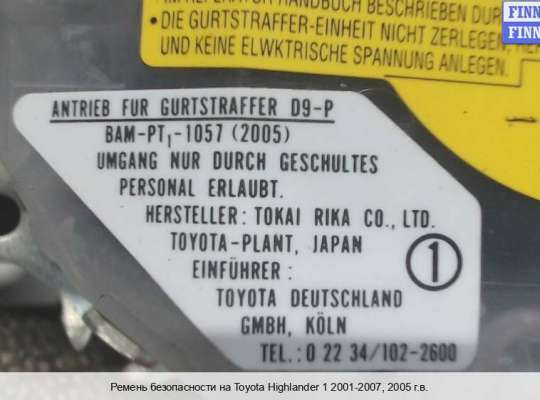 IM REPERATUR HANDBUCH BESCHRIEBEN DUR
• DIE GURTSTRAFFER-EINHEIT NICHT ZERLEGEN,
UND KEINE ELWKTRISCHE SPANNUNG ANLEGEN.
FINN
FINN
ANTRIEB FUR GURTSTRAFFER D9-P
BAM-PT₁-1057 (2005)
UMGANG NUR DURCH GESCHULTES
PERSONAL ERLAUBT.
HERSTELLER: TOKAI RIKA CO., LTD.
TOYOTA-PLANT, JAPAN
EINFÜHRER :
TOYOTA DEUTSCHLAND
GMBH, KÖLN
TEL.: 0 22 34/102-2600
1
Ремень безопасности на Toyota Highlander 1 2001-2007, 2005 г.в.